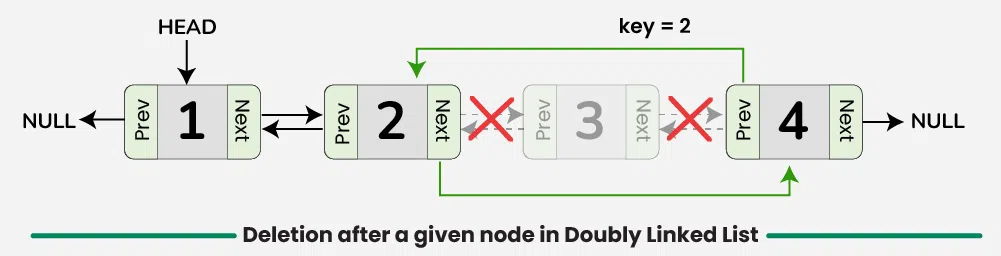 HEAD
key = 2
NULL
Prev 1 Next
Prev 2 Next
Prev 3 Next
Prev 4 Next
NULL
Deletion after a given node in Doubly Linked List